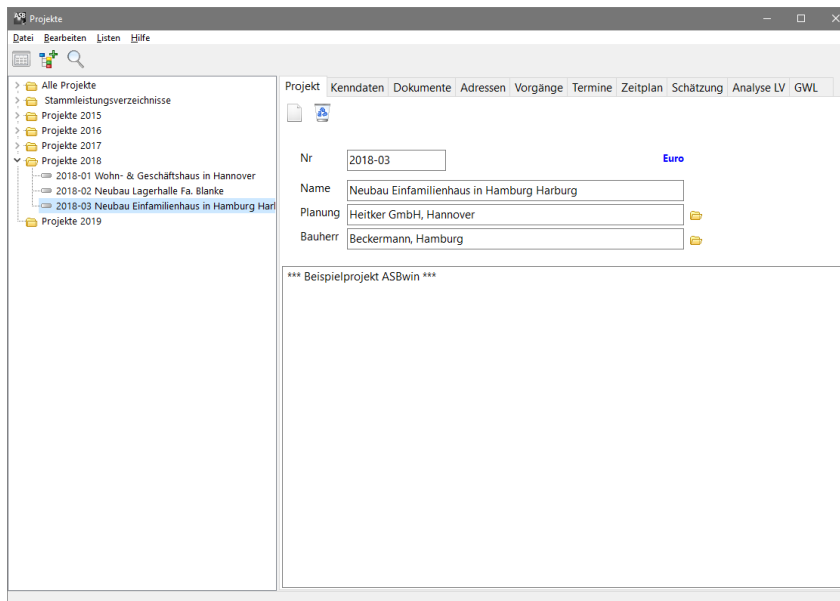 ASB Projekte
Datei Bearbeiten Listen Hilfe
Alle Projekte
Stammleistungsverzeichnisse
Projekte 2015
Projekte 2016
Projekte 2017
Projekte 2018
2018-01 Wohn- & Geschäftshaus in Hannover
2018-02 Neubau Lagerhalle Fa. Blanke
2018-03 Neubau Einfamilienhaus in Hamburg Harl
Projekte 2019
Projekt Kenndaten Dokumente Adressen Vorgänge Termine Zeitplan Schätzung Analyse LV GWL
Nr 2018-03 Euro
Name Neubau Einfamilienhaus in Hamburg Harburg
Planung Heitker GmbH, Hannover
Bauherr Beckermann, Hamburg
*** Beispielprojekt ASBwin ***